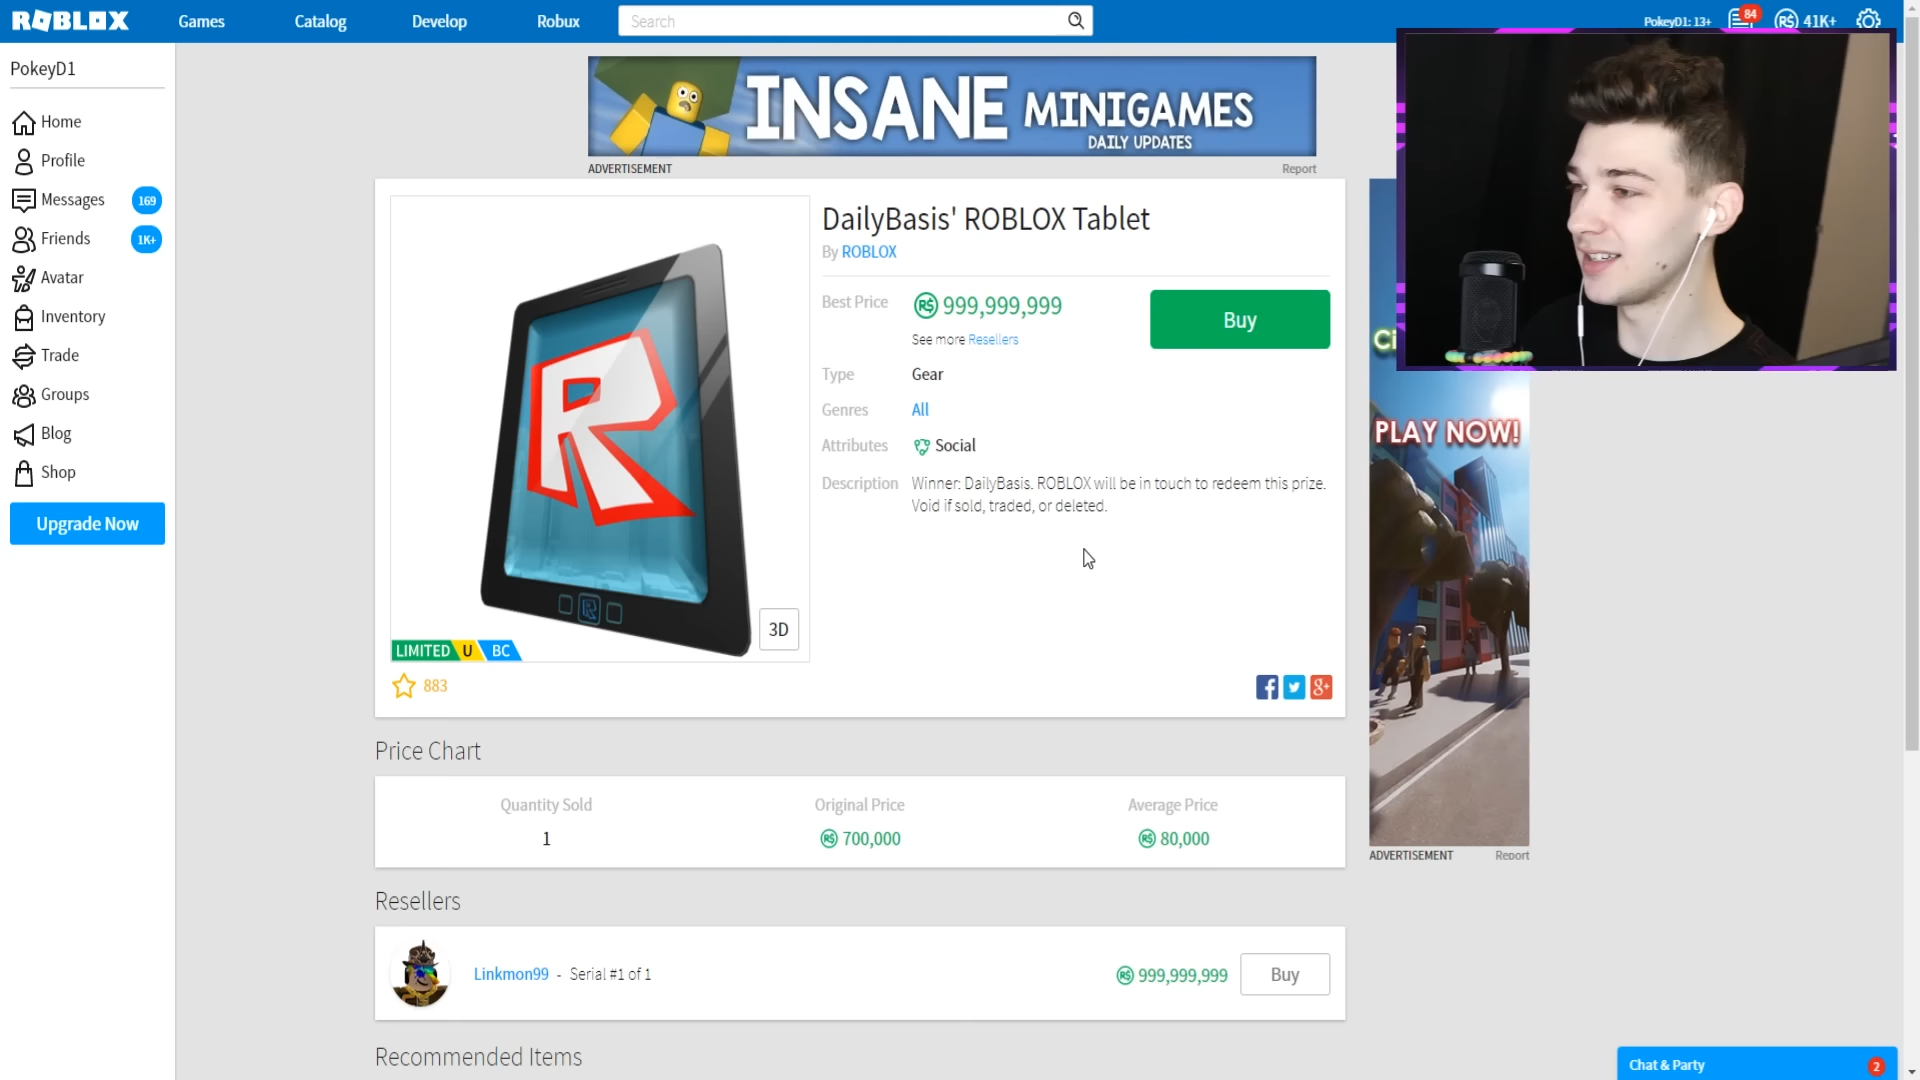 ROBLOX
Games
Catalog
Develop
Robux
Search
PokeyD1: 13+
84
R$ 41K+
PokeyD1
Home
Profile
Messages 169
Friends 1K+
Avatar
Inventory
Trade
Groups
Blog
Shop
Upgrade Now
INSANE MINIGAMES
DAILY UPDATES
ADVERTISEMENT
Report
DailyBasis' ROBLOX Tablet
By ROBLOX
Best Price R$ 999,999,999
Buy
See more Resellers
Type Gear
Genres All
Attributes Social
Description Winner: DailyBasis. ROBLOX will be in touch to redeem this prize.
Void if sold, traded, or deleted.
R
R
3D
LIMITED U BC
883
f
g+
Ci
PLAY NOW!
ADVERTISEMENT
Report
Price Chart
Quantity Sold Original Price Average Price
1 R$ 700,000 R$ 80,000
Resellers
Linkmon99 - Serial #1 of 1 R$ 999,999,999 Buy
Recommended Items
Chat & Party 2